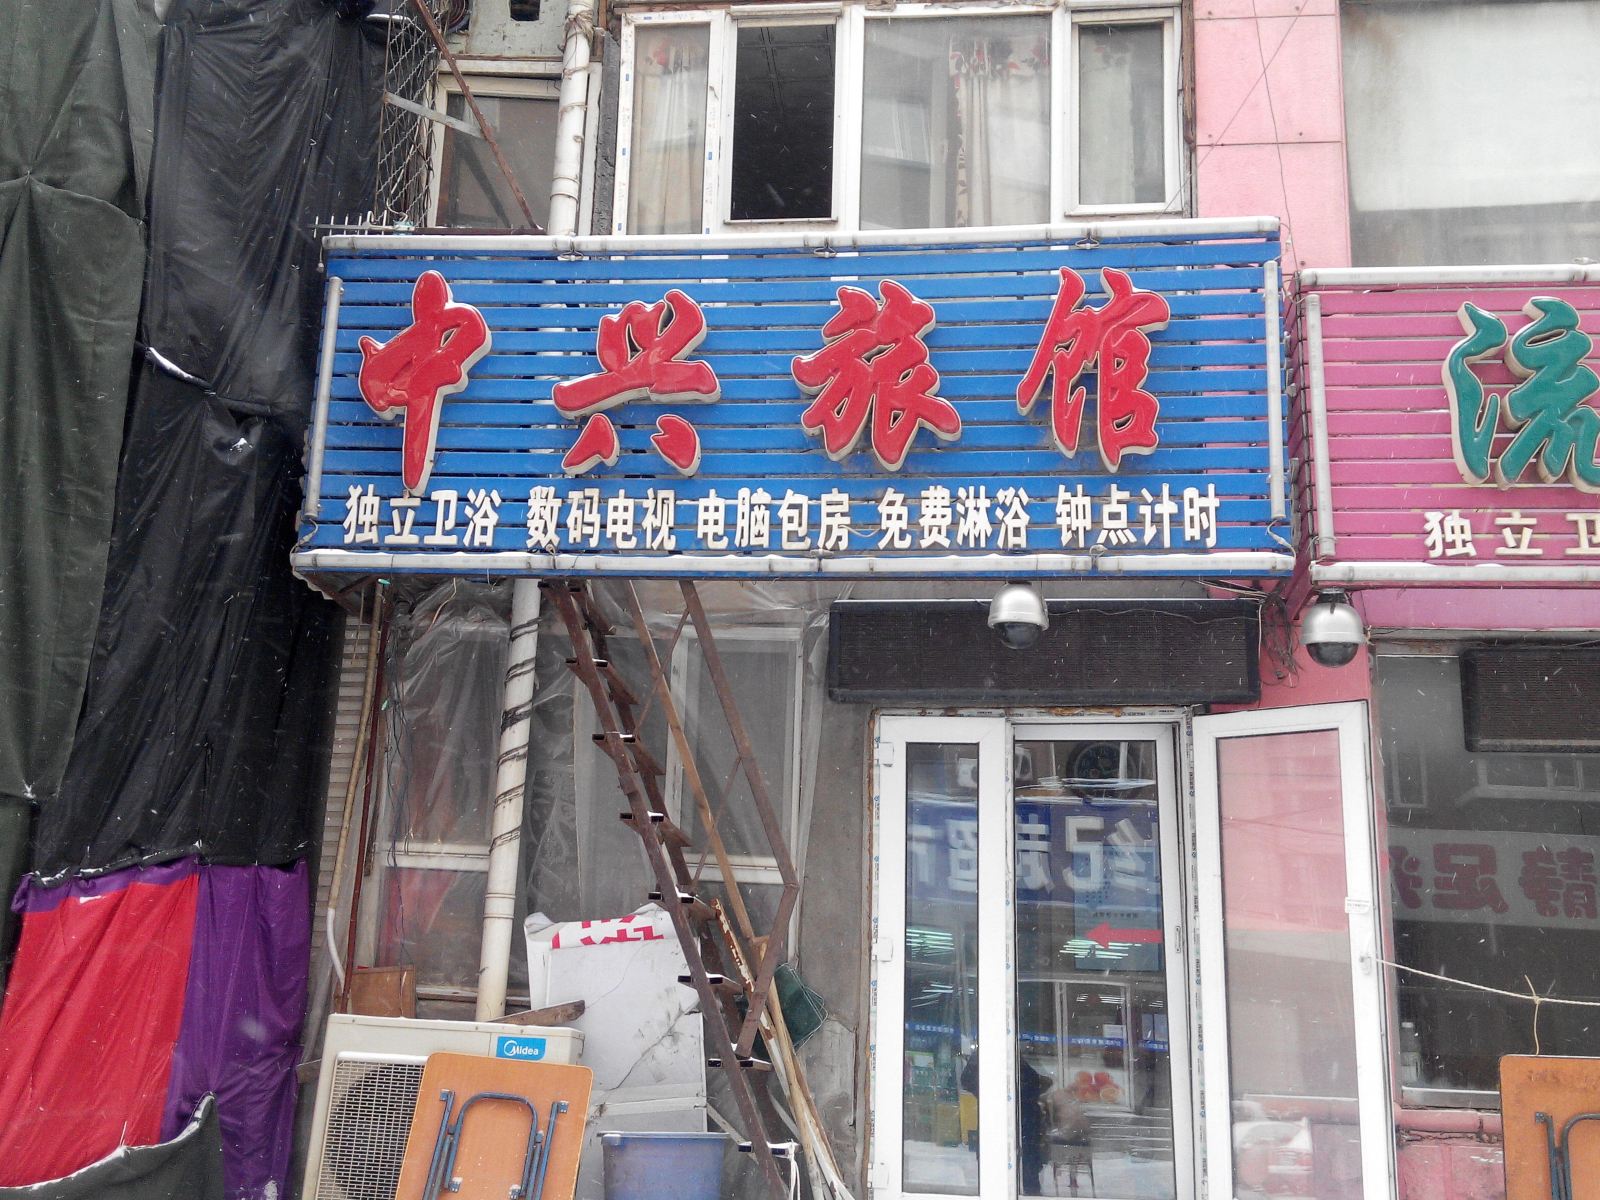 中兴旅馆
独立卫浴 数码电视 电脑包房 免费淋浴 钟点计时
流
独立卫
Midea